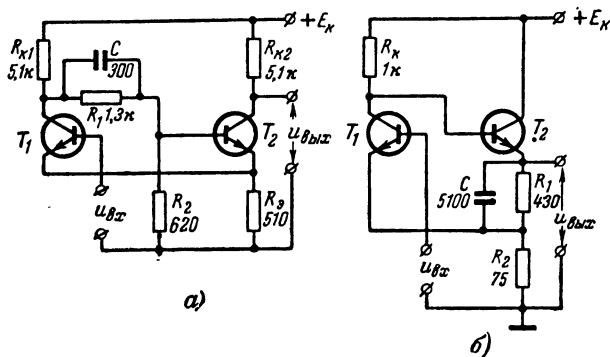 +Eк
Rк1
5,1к
C
300
R1 1,3к
Rк2
5,1к
T1
T2
uвх
R2
620
Rэ
510
uвых
а)
+Eк
Rк
1к
T1
T2
C
5100
R1
430
uвх
R2
75
uвых
б)